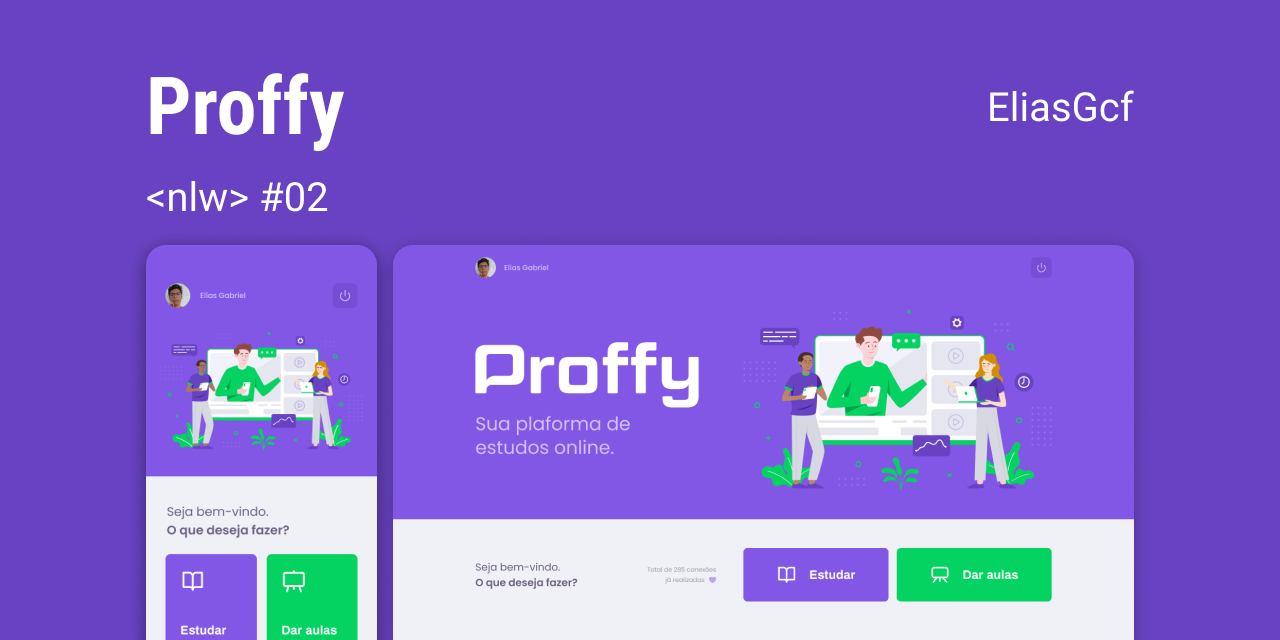 Proffy
EliasGcf
<nlw> #02
Elias Gabriel
Seja bem-vindo.
O que deseja fazer?
Estudar
Dar aulas
Elias Gabriel
Proffy
Sua plaforma de
estudos online.
Seja bem-vindo.
O que deseja fazer?
Total de 285 conexões
já realizadas
Estudar
Dar aulas